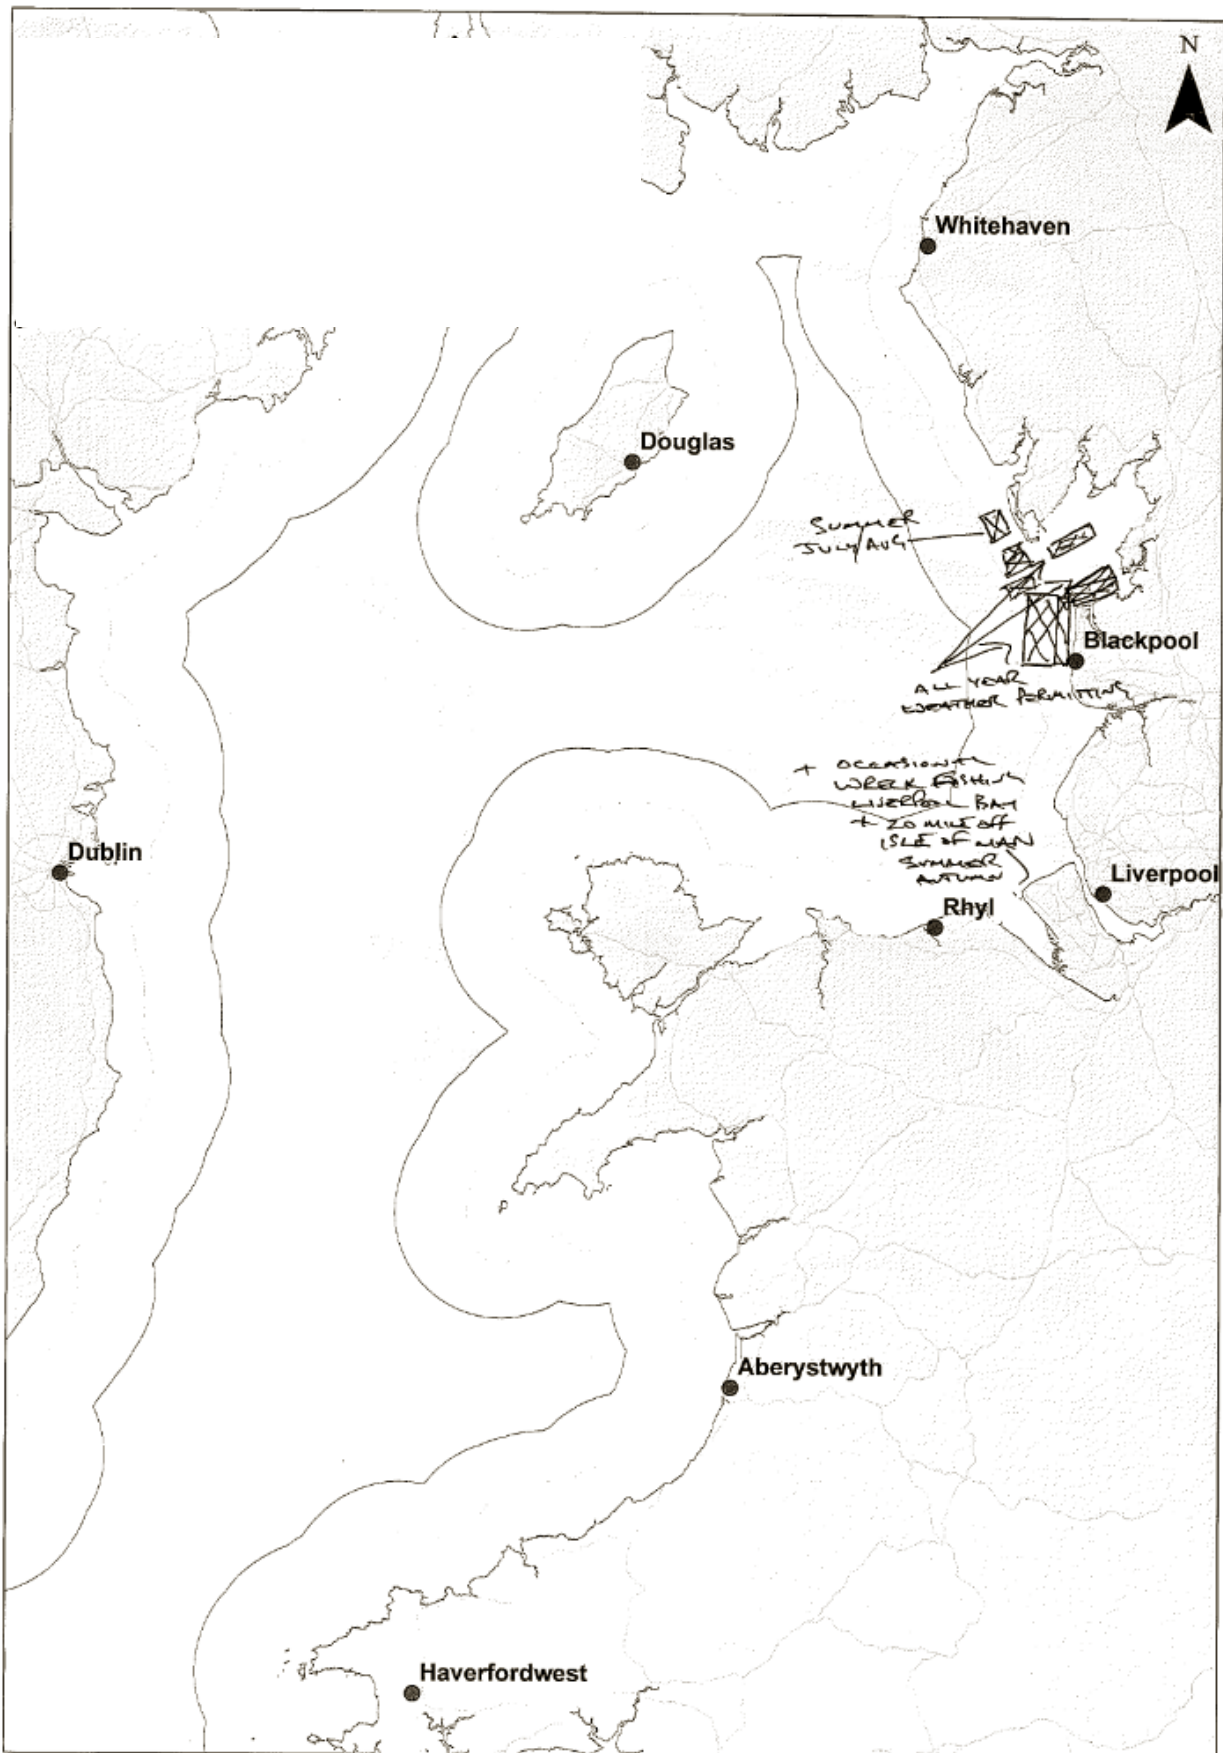 N
Whitehaven
Douglas
SUMMER
JULY/AUG
Blackpool
ALL YEAR
WEATHER PERMITTING
+ OCCASIONAL
WRECK FISHING
LIVERPOOL BAY
+ 20 MILE OFF
ISLE OF MAN
SUMMER
AUTUMN
Dublin
Liverpool
Rhyl
Aberystwyth
Haverfordwest